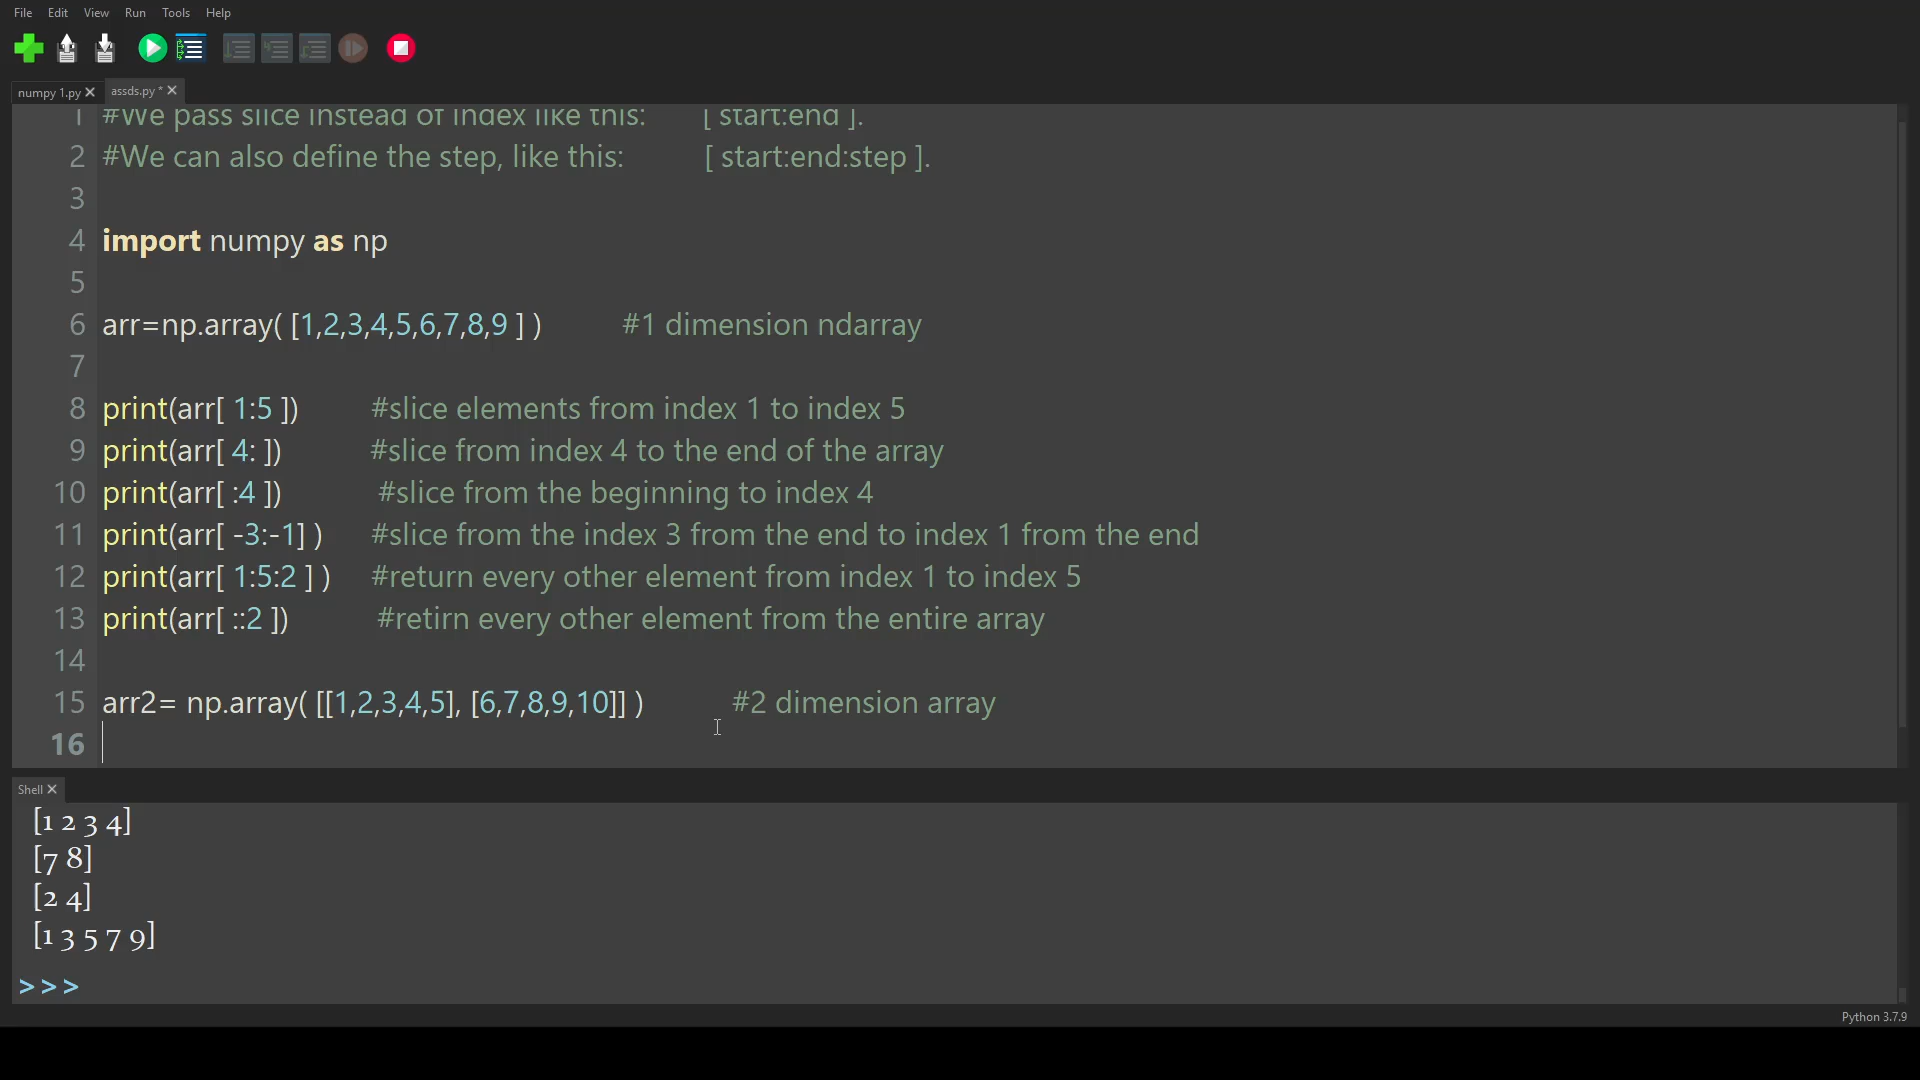 File Edit View Run Tools Help
numpy 1.py assds.py *
1 #We pass slice instead of index like this: [ start:end ].
2 #We can also define the step, like this: [ start:end:step ].
3
4 import numpy as np
5
6 arr=np.array( [1,2,3,4,5,6,7,8,9 ] ) #1 dimension ndarray
7
8 print(arr[ 1:5 ]) #slice elements from index 1 to index 5
9 print(arr[ 4: ]) #slice from index 4 to the end of the array
10 print(arr[ :4 ]) #slice from the beginning to index 4
11 print(arr[ -3:-1] ) #slice from the index 3 from the end to index 1 from the end
12 print(arr[ 1:5:2 ] ) #return every other element from index 1 to index 5
13 print(arr[ ::2 ]) #retirn every other element from the entire array
14
15 arr2= np.array( [[1,2,3,4,5], [6,7,8,9,10]] ) #2 dimension array
16
Shell
[1 2 3 4]
[7 8]
[2 4]
[1 3 5 7 9]
>>>
Python 3.7.9